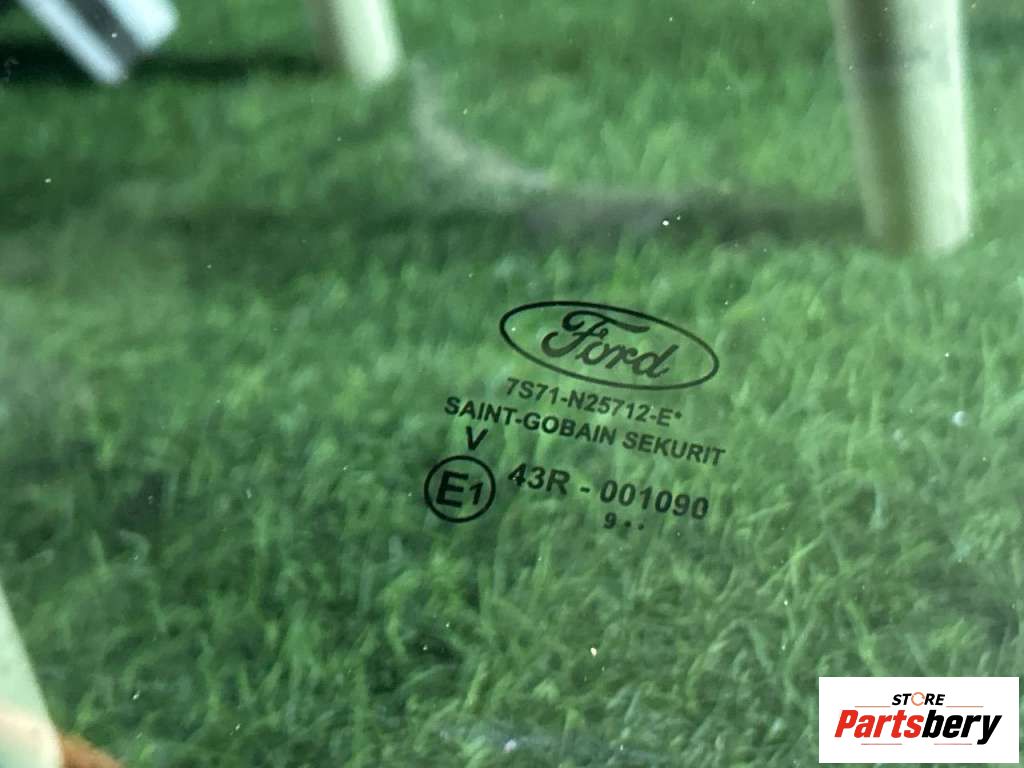 Ford
7S71-N25712-E*
SAINT-GOBAIN SEKURIT
V
E1 43R - 001090
9 • •
STORE
Partsbery